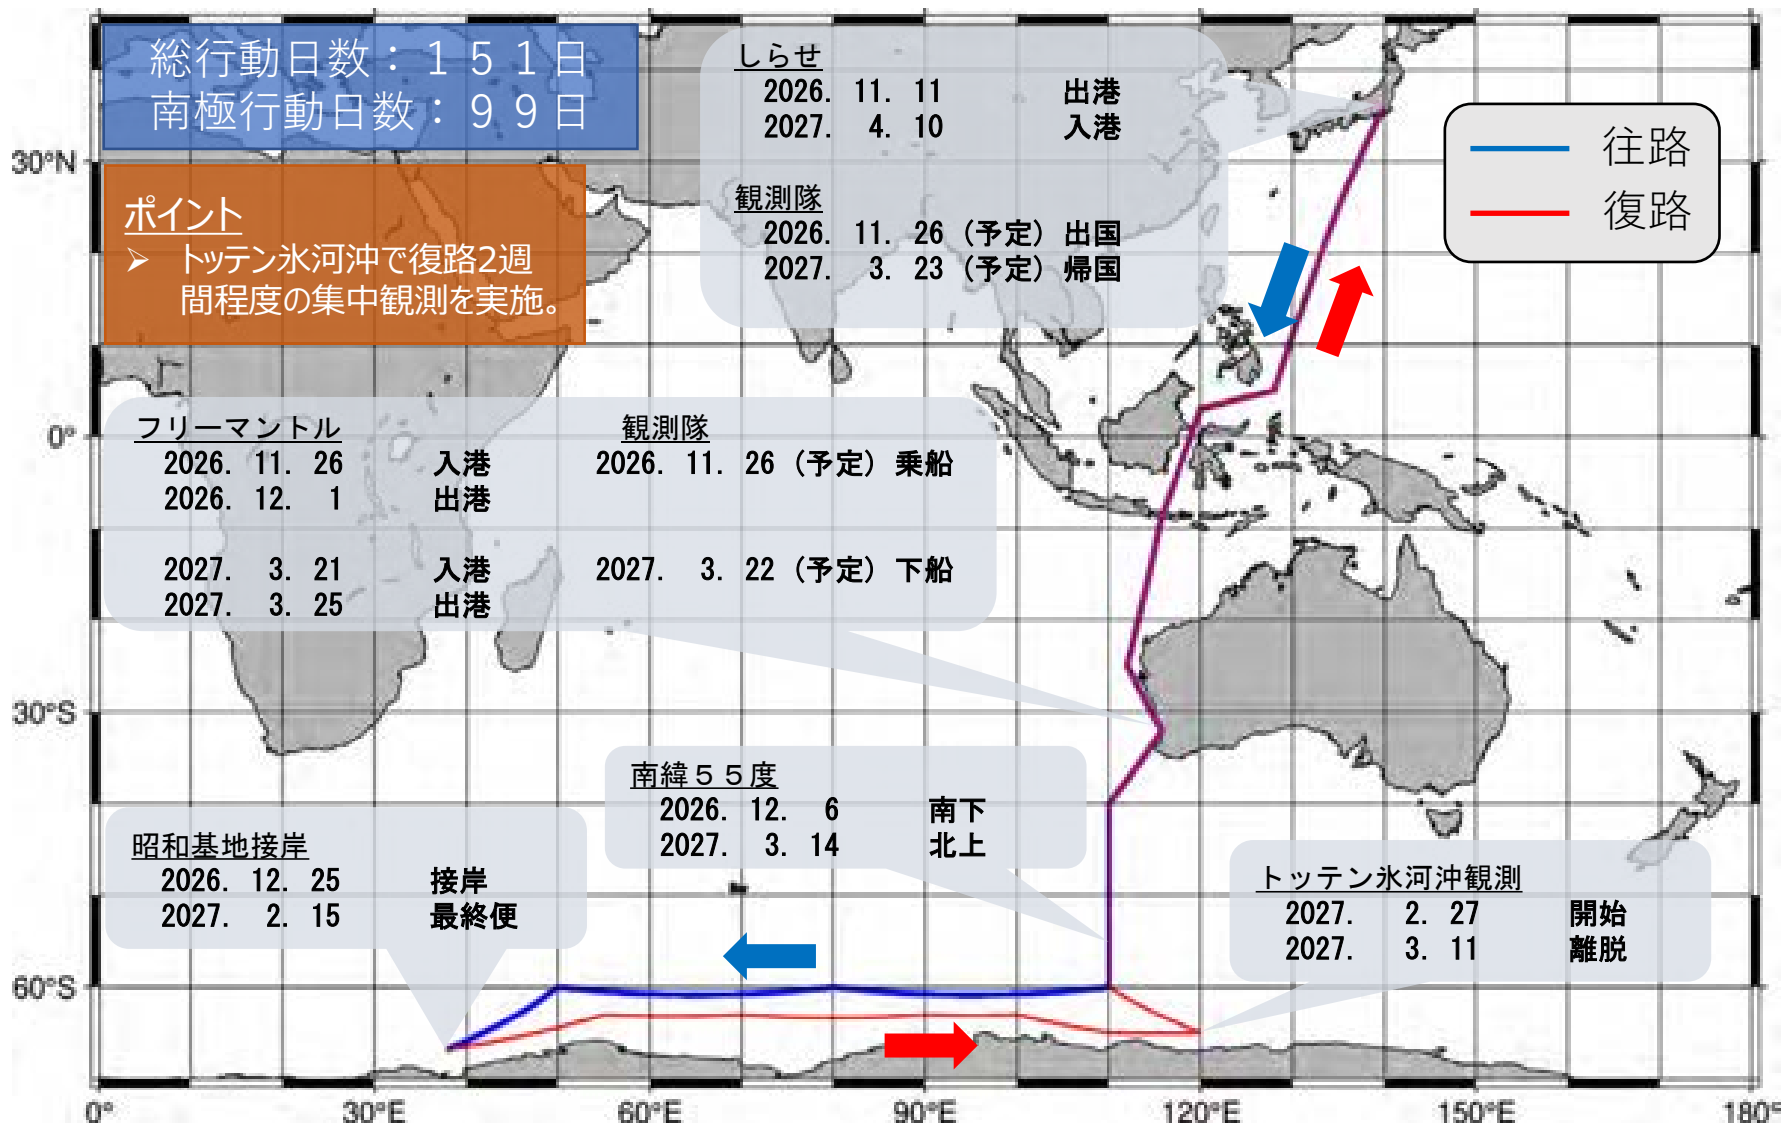 総行動日数：１５１日
南極行動日数：９９日
ポイント
➢ トッテン氷河沖で復路2週
間程度の集中観測を実施。
しらせ
2026. 11. 11 出港
2027. 4. 10 入港
観測隊
2026. 11. 26 (予定) 出国
2027. 3. 23 (予定) 帰国
往路
復路
フリーマントル 観測隊
2026. 11. 26 入港 2026. 11. 26 (予定) 乗船
2026. 12. 1 出港
2027. 3. 21 入港 2027. 3. 22 (予定) 下船
2027. 3. 25 出港
南緯５５度
2026. 12. 6 南下
2027. 3. 14 北上
昭和基地接岸
2026. 12. 25 接岸
2027. 2. 15 最終便
トッテン氷河沖観測
2027. 2. 27 開始
2027. 3. 11 離脱
30°N
0°
30°S
60°S
0° 30°E 60°E 90°E 120°E 150°E 180°